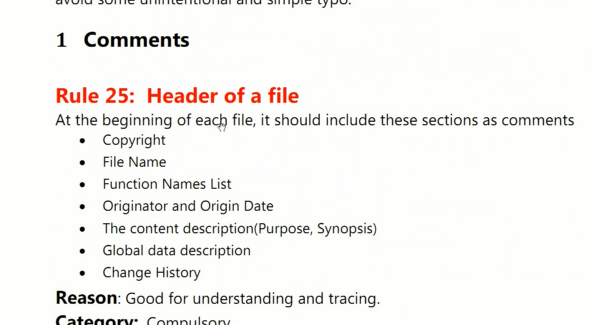 avoid some unintentional and simple typo.
1 Comments
Rule 25: Header of a file
At the beginning of each file, it should include these sections as comments
• Copyright
• File Name
• Function Names List
• Originator and Origin Date
• The content description(Purpose, Synopsis)
• Global data description
• Change History
Reason: Good for understanding and tracing.
Category: Compulsory